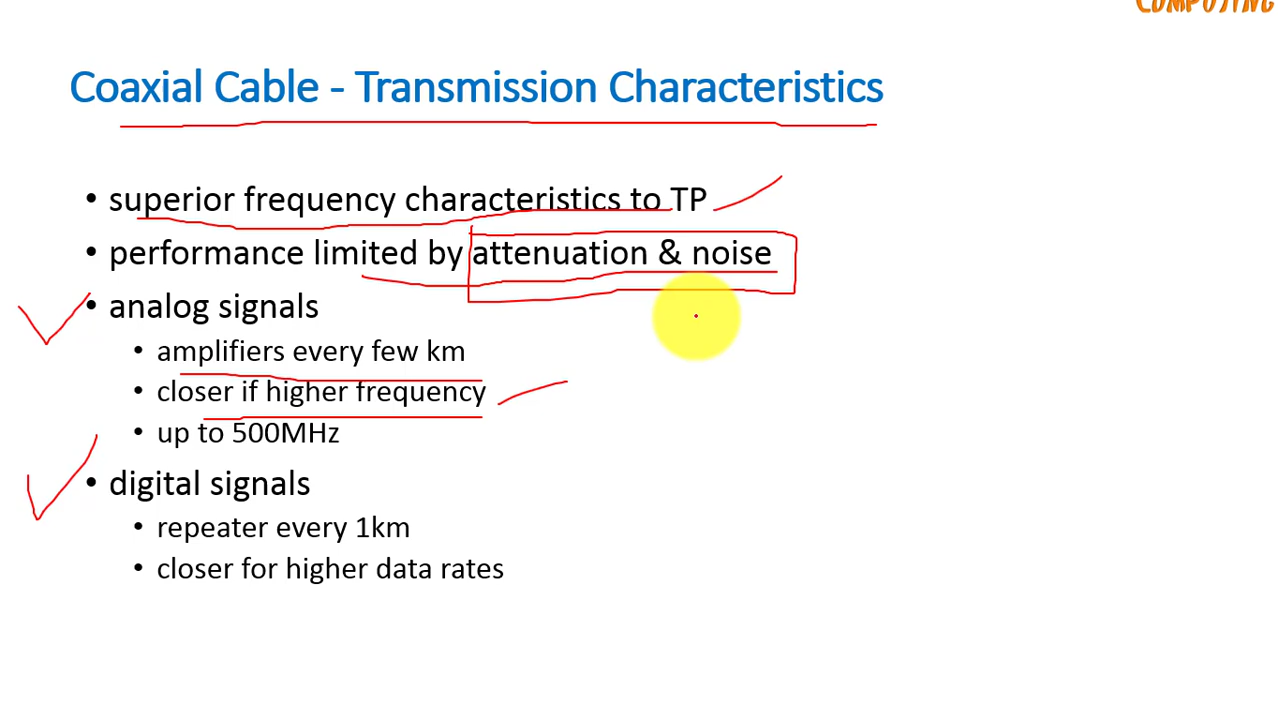 COMPUTING
Coaxial Cable - Transmission Characteristics
• superior frequency characteristics to TP
• performance limited by attenuation & noise
• analog signals
• amplifiers every few km
• closer if higher frequency
• up to 500MHz
• digital signals
• repeater every 1km
• closer for higher data rates